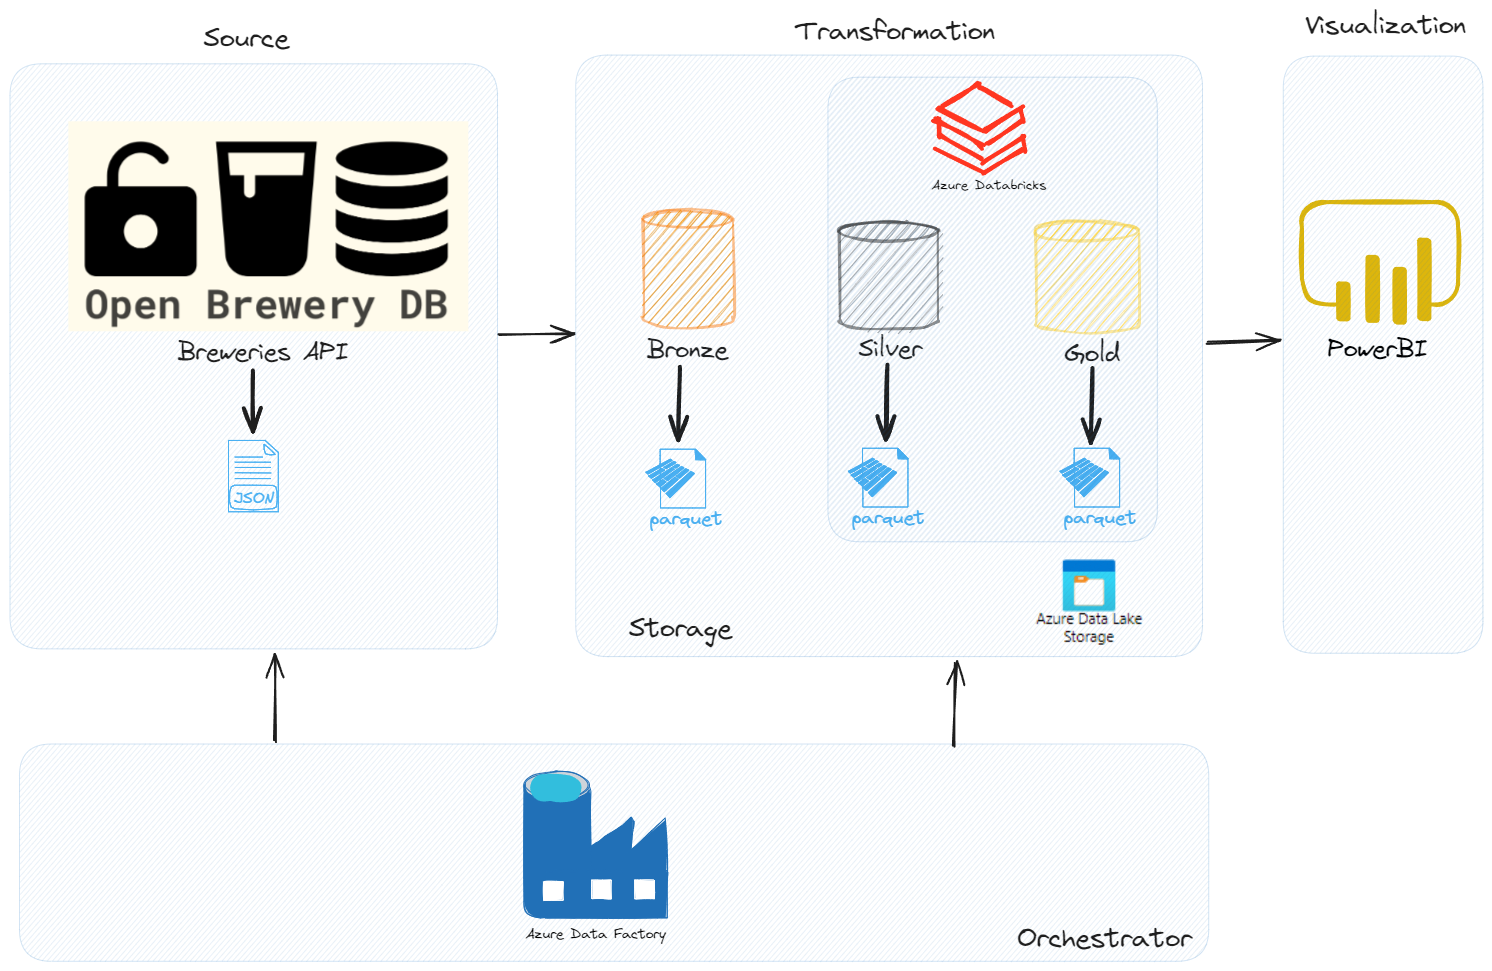 Source
Transformation
Visualization
Open Brewery DB
Breweries API
JSON
Azure Databricks
Bronze
Silver
Gold
parquet
parquet
parquet
Storage
Azure Data Lake
Storage
PowerBI
Azure Data Factory
Orchestrator